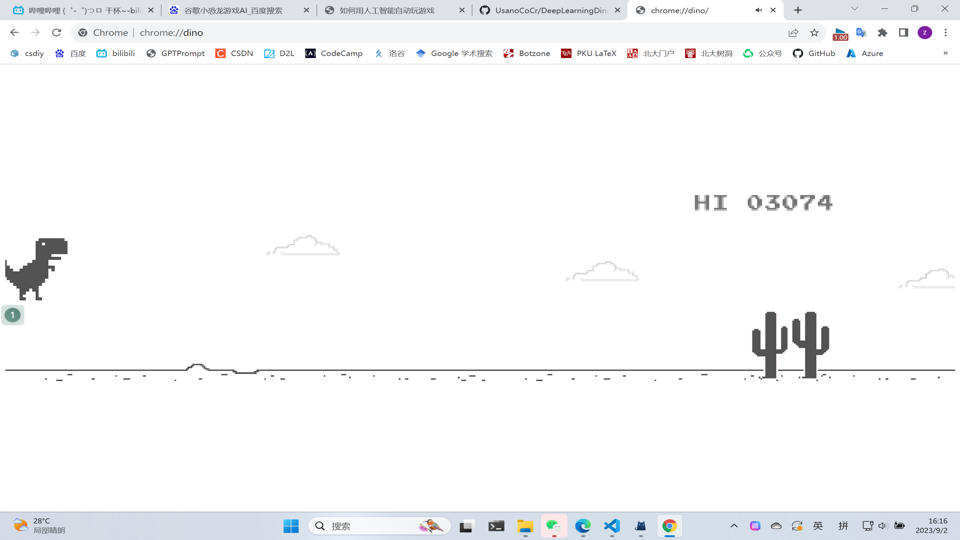 哔哩哔哩 (゜-゜)つロ 干杯~-bili
谷歌小恐龙游戏AI_百度搜索
如何用人工智能自动玩游戏
UsanoCoCr/DeepLearningDin
chrome://dino/
Chrome | chrome://dino
1.00
z
csdiy
百度
bilibili
GPTPrompt
CSDN
D2L
CodeCamp
洛谷
Google 学术搜索
Botzone
PKU LaTeX
北大门户
北大树洞
公众号
GitHub
Azure
»
HI 03074
1
28°C
局部晴朗
搜索
英
拼
16:16
2023/9/2